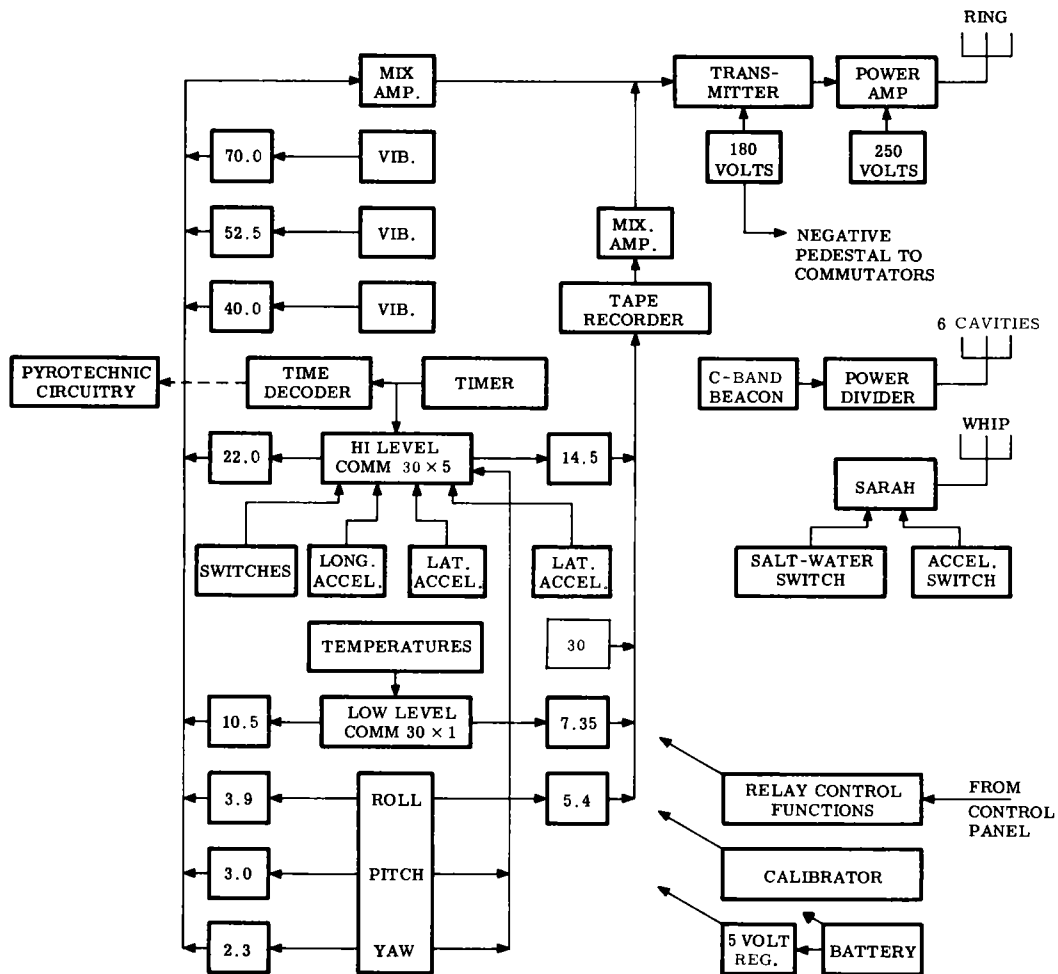 RING
MIX
AMP.
TRANS-
MITTER
POWER
AMP
70.0
VIB.
180
VOLTS
250
VOLTS
52.5
VIB.
MIX.
AMP.
NEGATIVE
PEDESTAL TO
COMMUTATORS
40.0
VIB.
TAPE
RECORDER
6 CAVITIES
PYROTECHNIC
CIRCUITRY
TIME
DECODER
TIMER
C-BAND
BEACON
POWER
DIVIDER
WHIP
22.0
HI LEVEL
COMM 30 × 5
14.5
SARAH
SWITCHES
LONG.
ACCEL.
LAT.
ACCEL.
LAT.
ACCEL.
SALT-WATER
SWITCH
ACCEL.
SWITCH
TEMPERATURES
30
10.5
LOW LEVEL
COMM 30 × 1
7.35
3.9
ROLL
5.4
RELAY CONTROL
FUNCTIONS
FROM
CONTROL
PANEL
3.0
PITCH
CALIBRATOR
2.3
YAW
5 VOLT
REG.
BATTERY